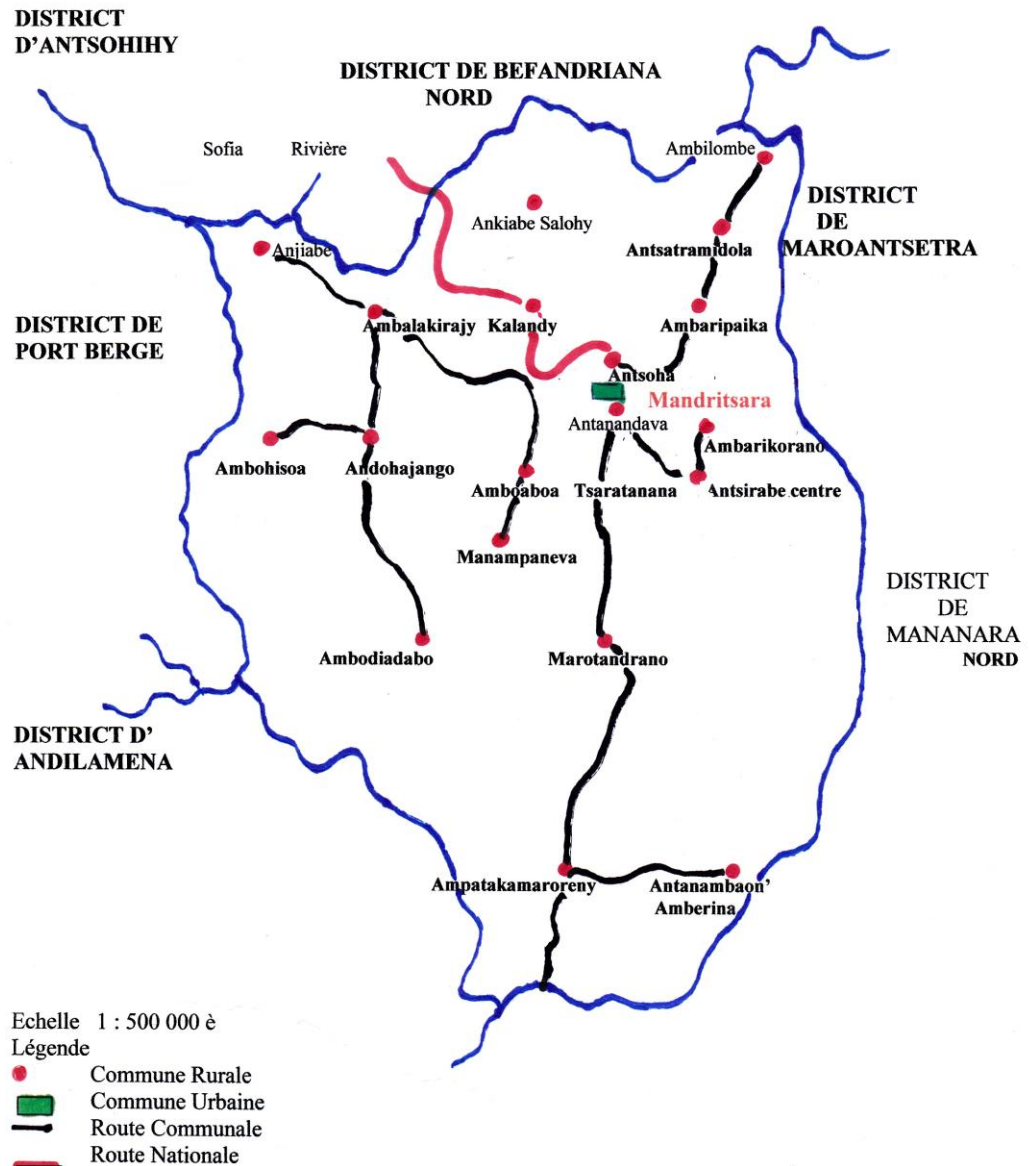 DISTRICT
D'ANTSOHIHY
DISTRICT DE BEFANDRIANA
NORD
Sofia Rivière
Ambilombe
DISTRICT
DE
MAROANTSETRA
Ankiabe Salohy
Antsatramidola
Anjiabe
DISTRICT DE
PORT BERGE
Ambalakirajy
Kalandy
Ambaripaika
Antsoha
Mandritsara
Antanandava
Ambarikorano
Ambohisoa
Andohajango
Amboaboa
Tsaratanana
Antsirabe centre
Manampaneva
DISTRICT
DE
MANANARA
NORD
Ambodiadabo
Marotandrano
DISTRICT D'
ANDILAMENA
Ampatakamaroreny
Antanambaon'
Amberina
Echelle 1 : 500 000 è
Légende
Commune Rurale
Commune Urbaine
Route Communale
Route Nationale